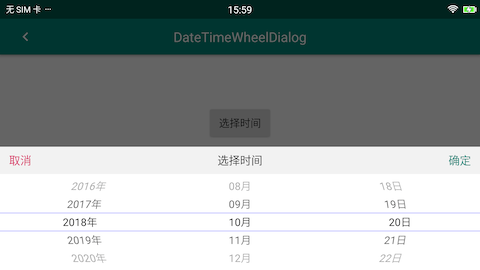 无 SIM 卡 ··· 15:59
DateTimeWheelDialog
选择时间
取消 选择时间 确定
2016年 08月 18日
2017年 09月 19日
2018年 10月 20日
2019年 11月 21日
2020年 12月 22日